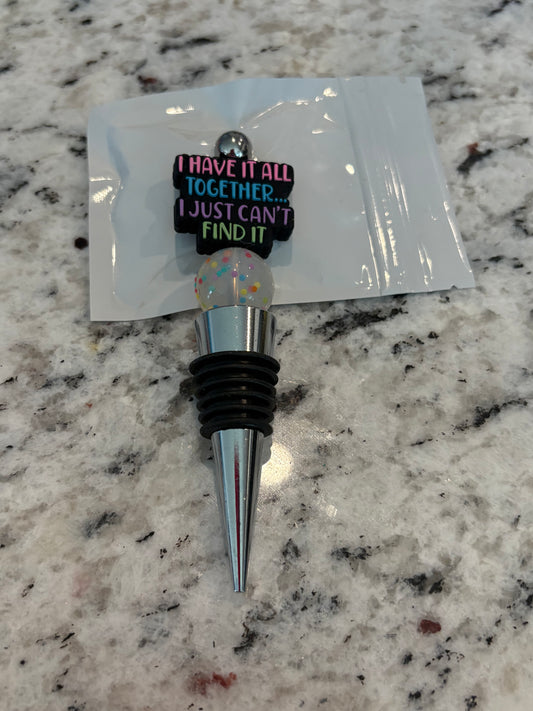 I HAVE IT ALL
TOGETHER...
I JUST CAN'T
FIND IT